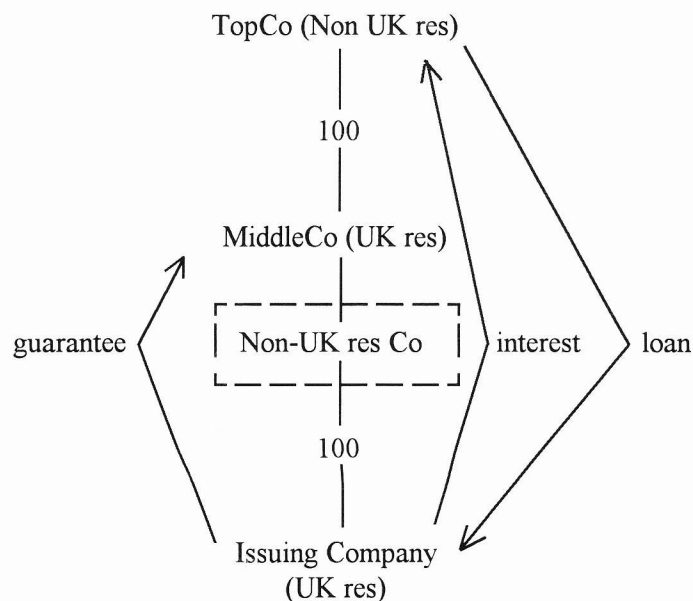 TopCo (Non UK res)
100
MiddleCo (UK res)
guarantee
Non-UK res Co
interest
loan
100
Issuing Company
(UK res)